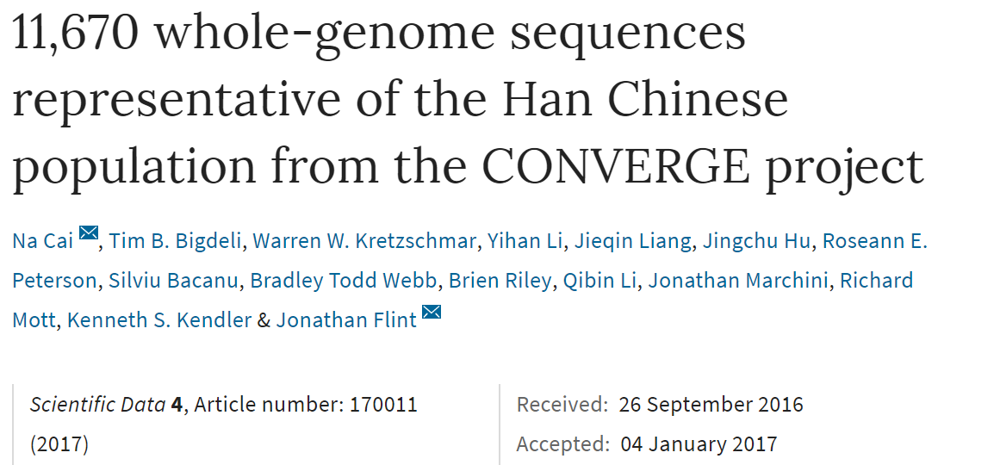 11,670 whole-genome sequences
representative of the Han Chinese
population from the CONVERGE project
Na Cai, Tim B. Bigdeli, Warren W. Kretzschmar, Yihan Li, Jieqin Liang, Jingchu Hu, Roseann E.
Peterson, Silviu Bacanu, Bradley Todd Webb, Brien Riley, Qibin Li, Jonathan Marchini, Richard
Mott, Kenneth S. Kendler & Jonathan Flint
Scientific Data 4, Article number: 170011
(2017)
Received: 26 September 2016
Accepted: 04 January 2017